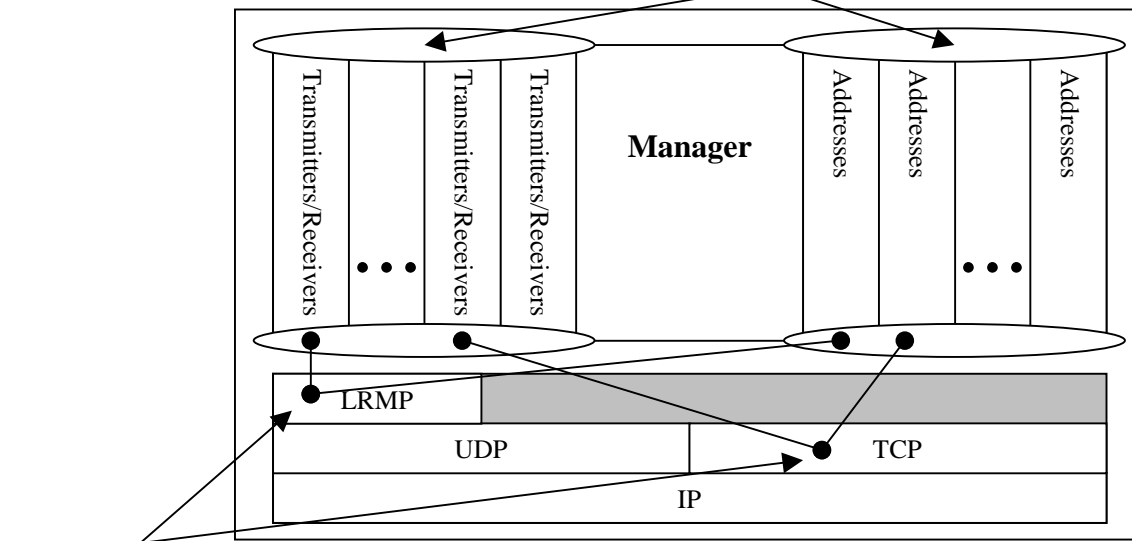 Transmitters/Receivers
Transmitters/Receivers
Transmitters/Receivers
Manager
Addresses
Addresses
Addresses
LRMP
UDP
TCP
IP